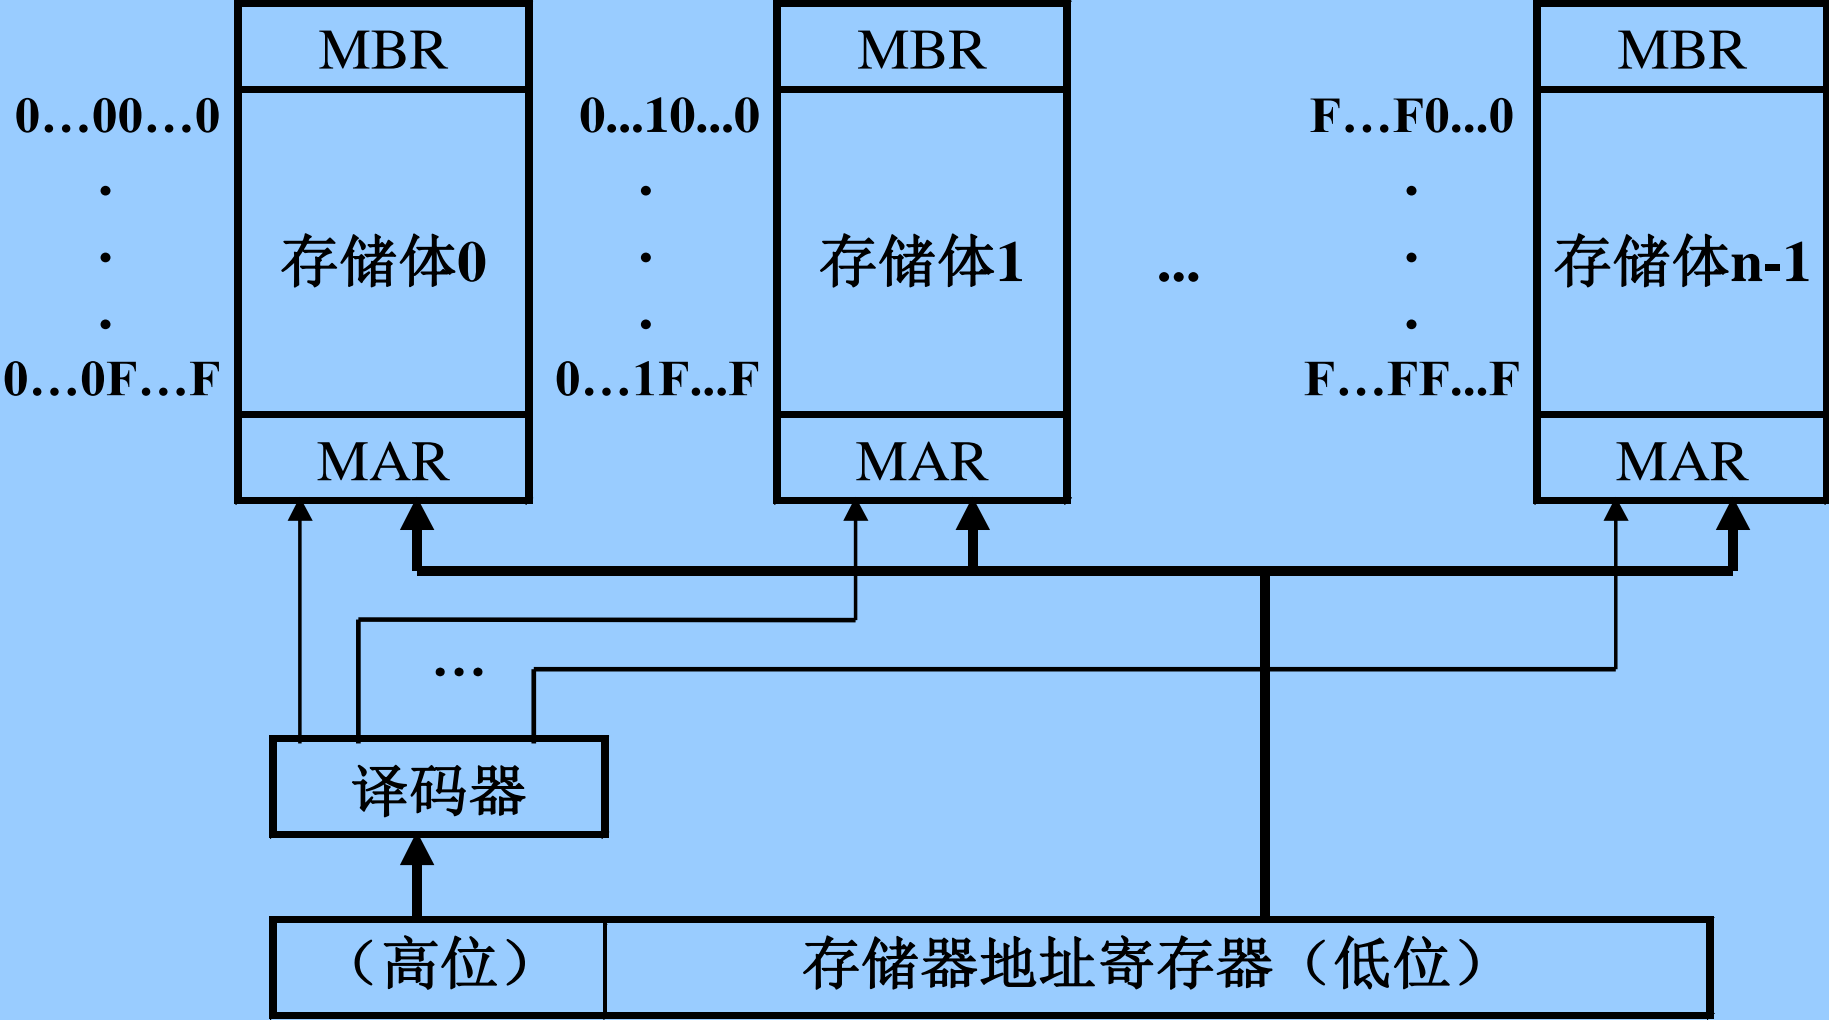 MBR MBR MBR
0…00…0 0...10...0 F…F0...0
. . .
存储体0 存储体1 ... 存储体n-1
. . .
. . .
0…0F…F 0…1F...F F…FF...F
MAR MAR MAR
…
译码器
（高位） 存储器地址寄存器（低位）